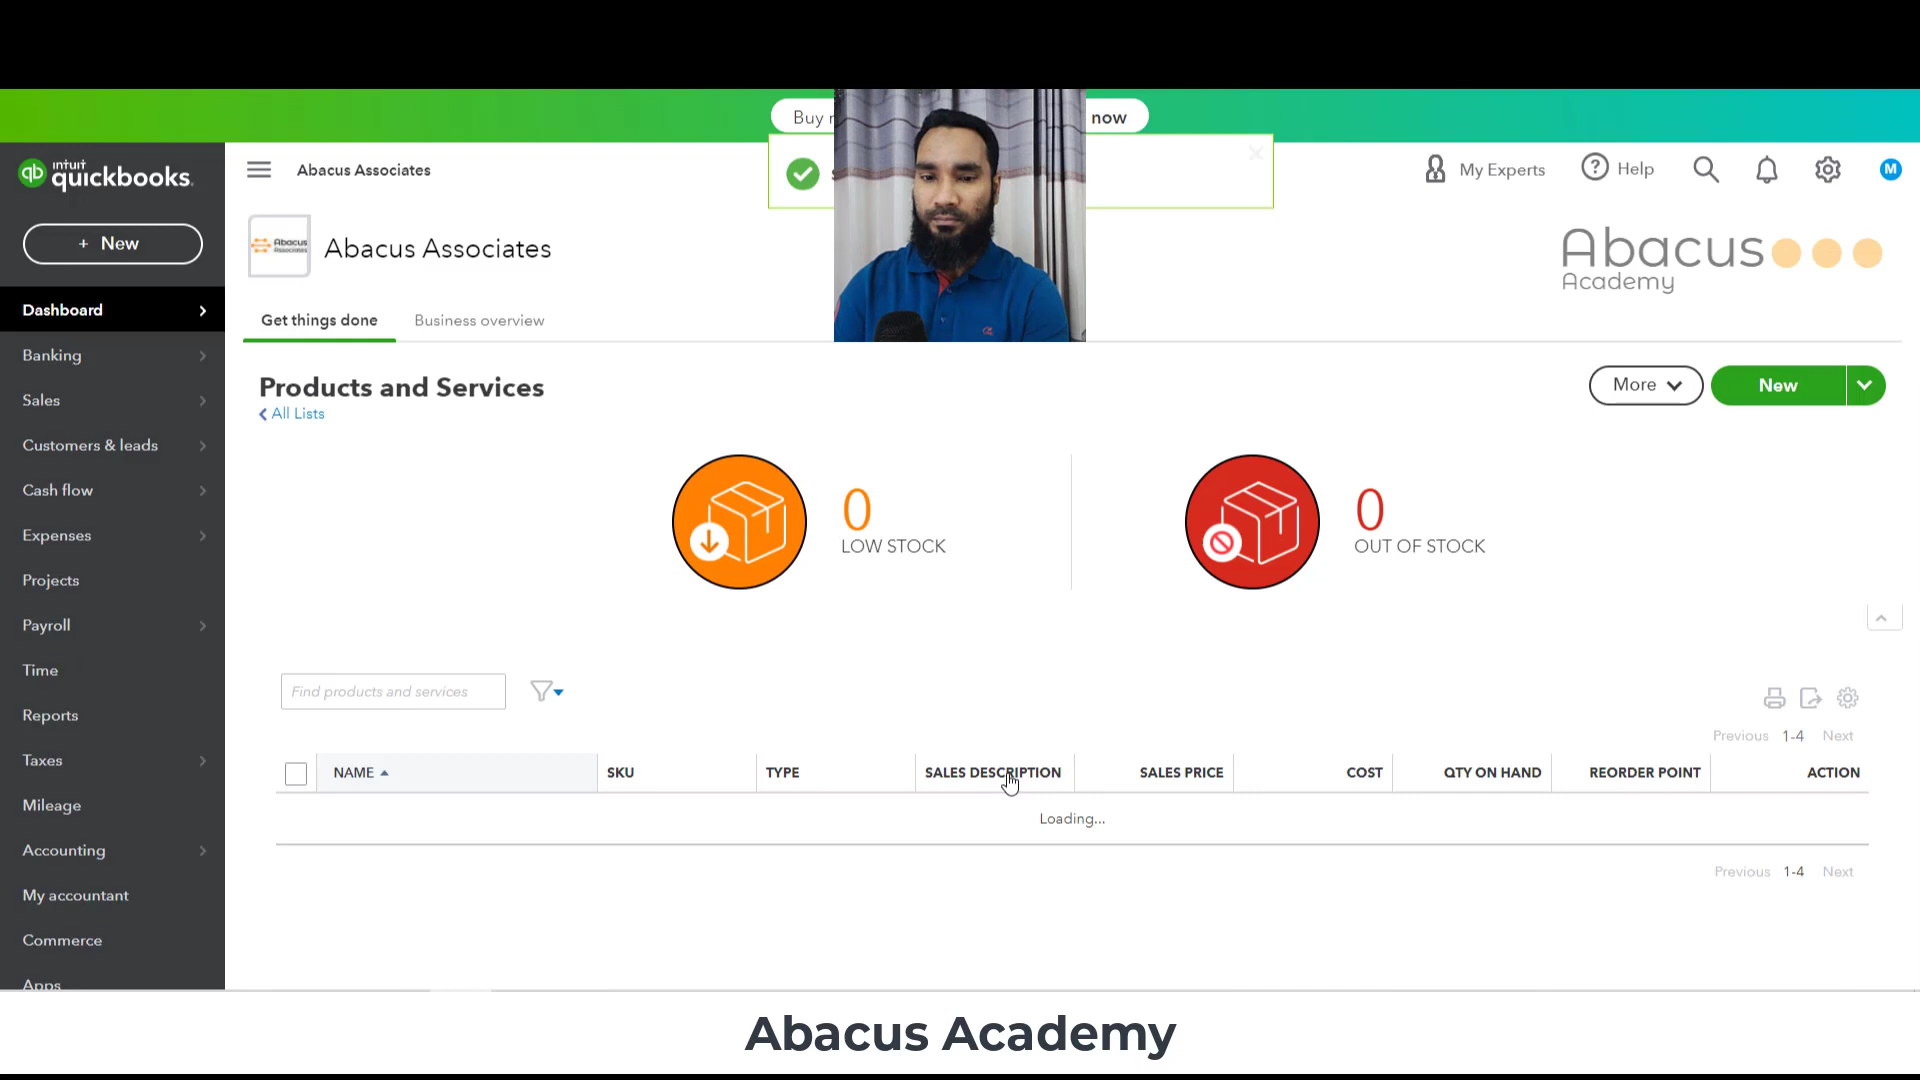 Buy
now
intuit
quickbooks
Abacus Associates
My Experts
Help
M
+ New
Abacus
Associates
Abacus Associates
Abacus
Academy
Dashboard
Get things done
Business overview
Banking
Products and Services
All Lists
More
New
Sales
Customers & leads
Cash flow
0
LOW STOCK
0
OUT OF STOCK
Expenses
Projects
Payroll
Time
Find products and services
Reports
Previous 1-4 Next
Taxes
NAME
SKU
TYPE
SALES DESCRIPTION
SALES PRICE
COST
QTY ON HAND
REORDER POINT
ACTION
Mileage
Loading...
Accounting
Previous 1-4 Next
My accountant
Commerce
Apps
Abacus Academy